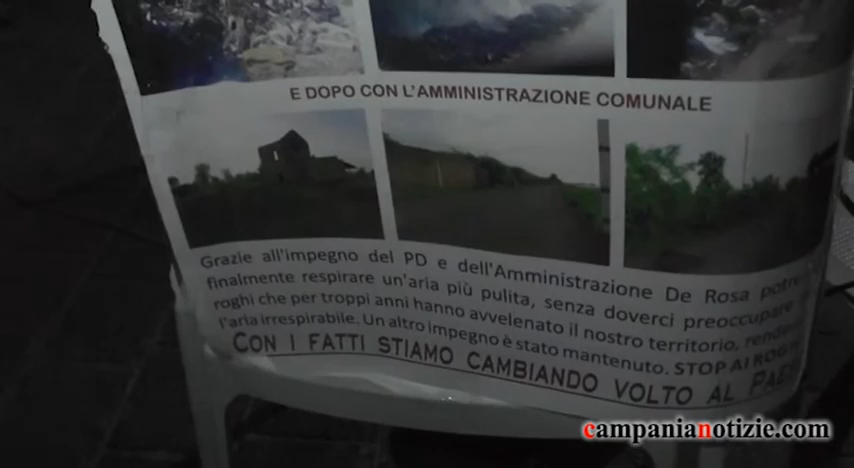 E DOPO CON L'AMMINISTRAZIONE COMUNALE
Grazie all'impegno del PD e dell'Amministrazione De Rosa
finalmente respirare un'aria più pulita, senza doverci preoccupare
roghi che per troppi anni hanno avvelenato il nostro territorio,
l'aria irrespirabile. Un altro impegno è stato mantenuto. STOP AI ROGHI
CON I FATTI STIAMO CAMBIANDO VOLTO AL
campanianotizie.com